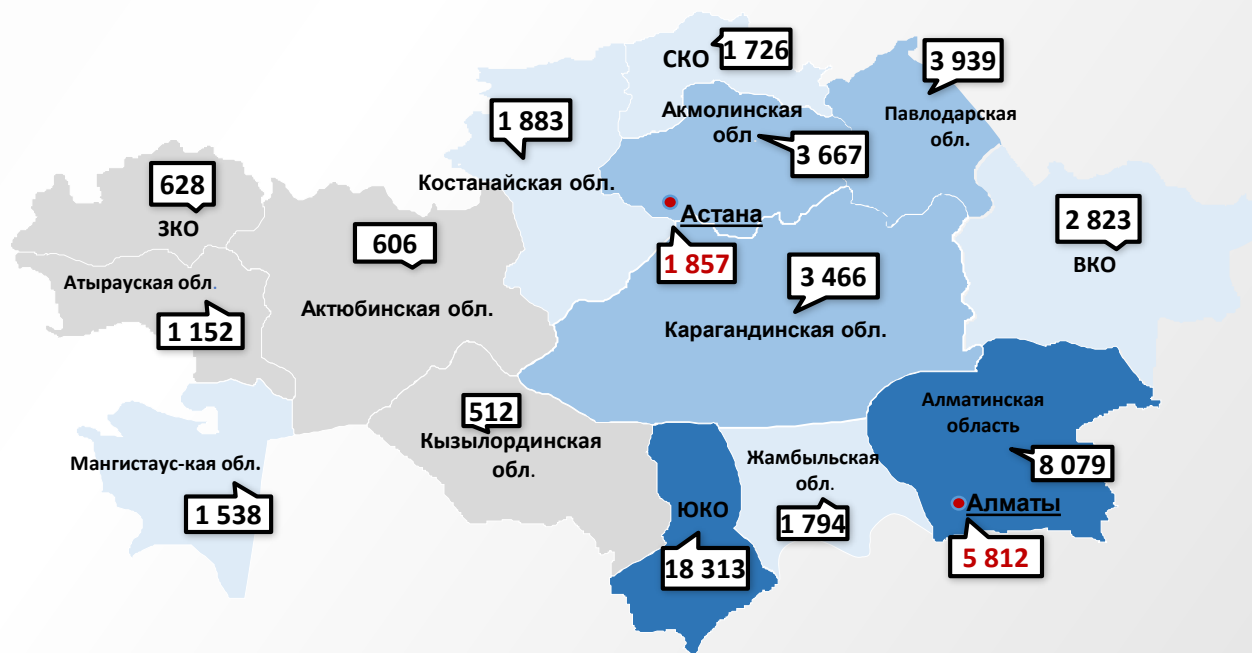 СКО
1 726
3 939
Павлодарская
обл.
Акмолинская
обл
3 667
1 883
Костанайская обл.
628
ЗКО
606
Актюбинская обл.
Атырауская обл.
1 152
Астана
1 857
2 823
ВКО
3 466
Карагандинская обл.
Алматинская
область
8 079
512
Кызылординская
обл.
Мангистаус-кая обл.
1 538
ЮКО
18 313
Жамбыльская
обл.
1 794
Алматы
5 812